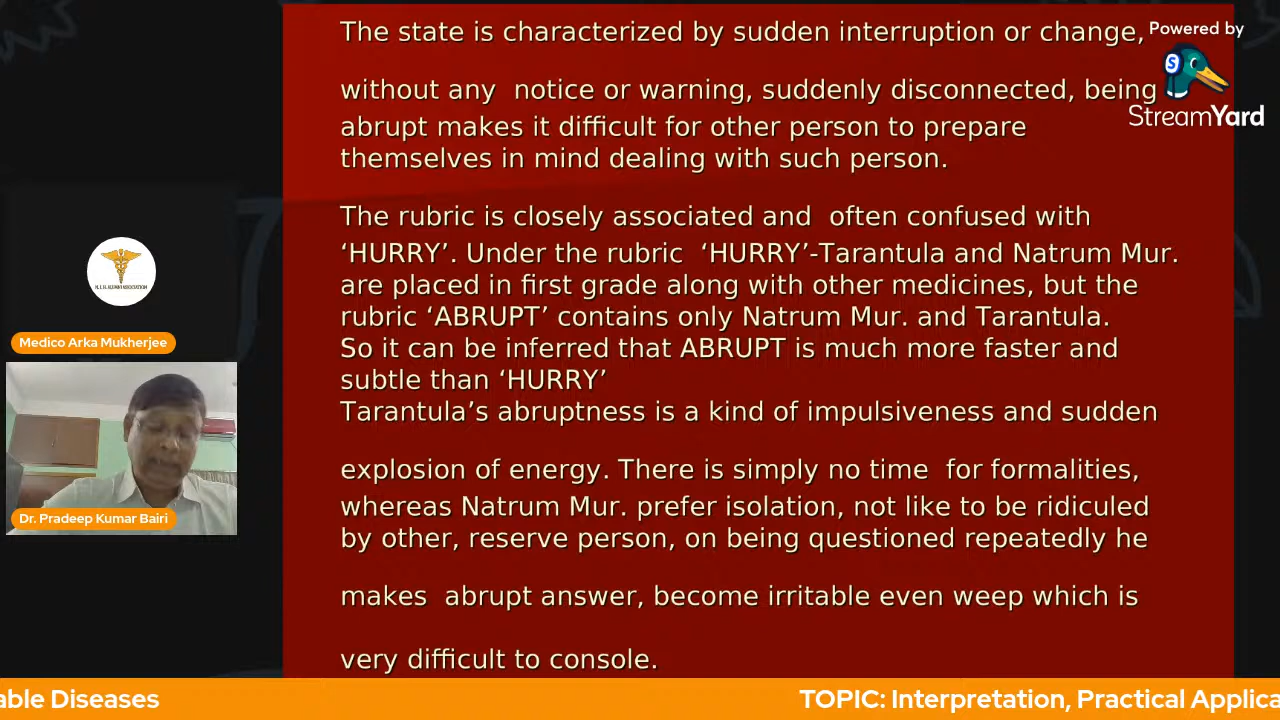 The state is characterized by sudden interruption or change,
without any notice or warning, suddenly disconnected, being
abrupt makes it difficult for other person to prepare
themselves in mind dealing with such person.
The rubric is closely associated and often confused with
‘HURRY’. Under the rubric ‘HURRY’-Tarantula and Natrum Mur.
are placed in first grade along with other medicines, but the
rubric ‘ABRUPT’ contains only Natrum Mur. and Tarantula.
So it can be inferred that ABRUPT is much more faster and
subtle than ‘HURRY’
Tarantula’s abruptness is a kind of impulsiveness and sudden
explosion of energy. There is simply no time for formalities,
whereas Natrum Mur. prefer isolation, not like to be ridiculed
by other, reserve person, on being questioned repeatedly he
makes abrupt answer, become irritable even weep which is
very difficult to console.
Powered by
S
StreamYard
Medico Arka Mukherjee
Dr. Pradeep Kumar Bairi
able Diseases
TOPIC: Interpretation, Practical Applica